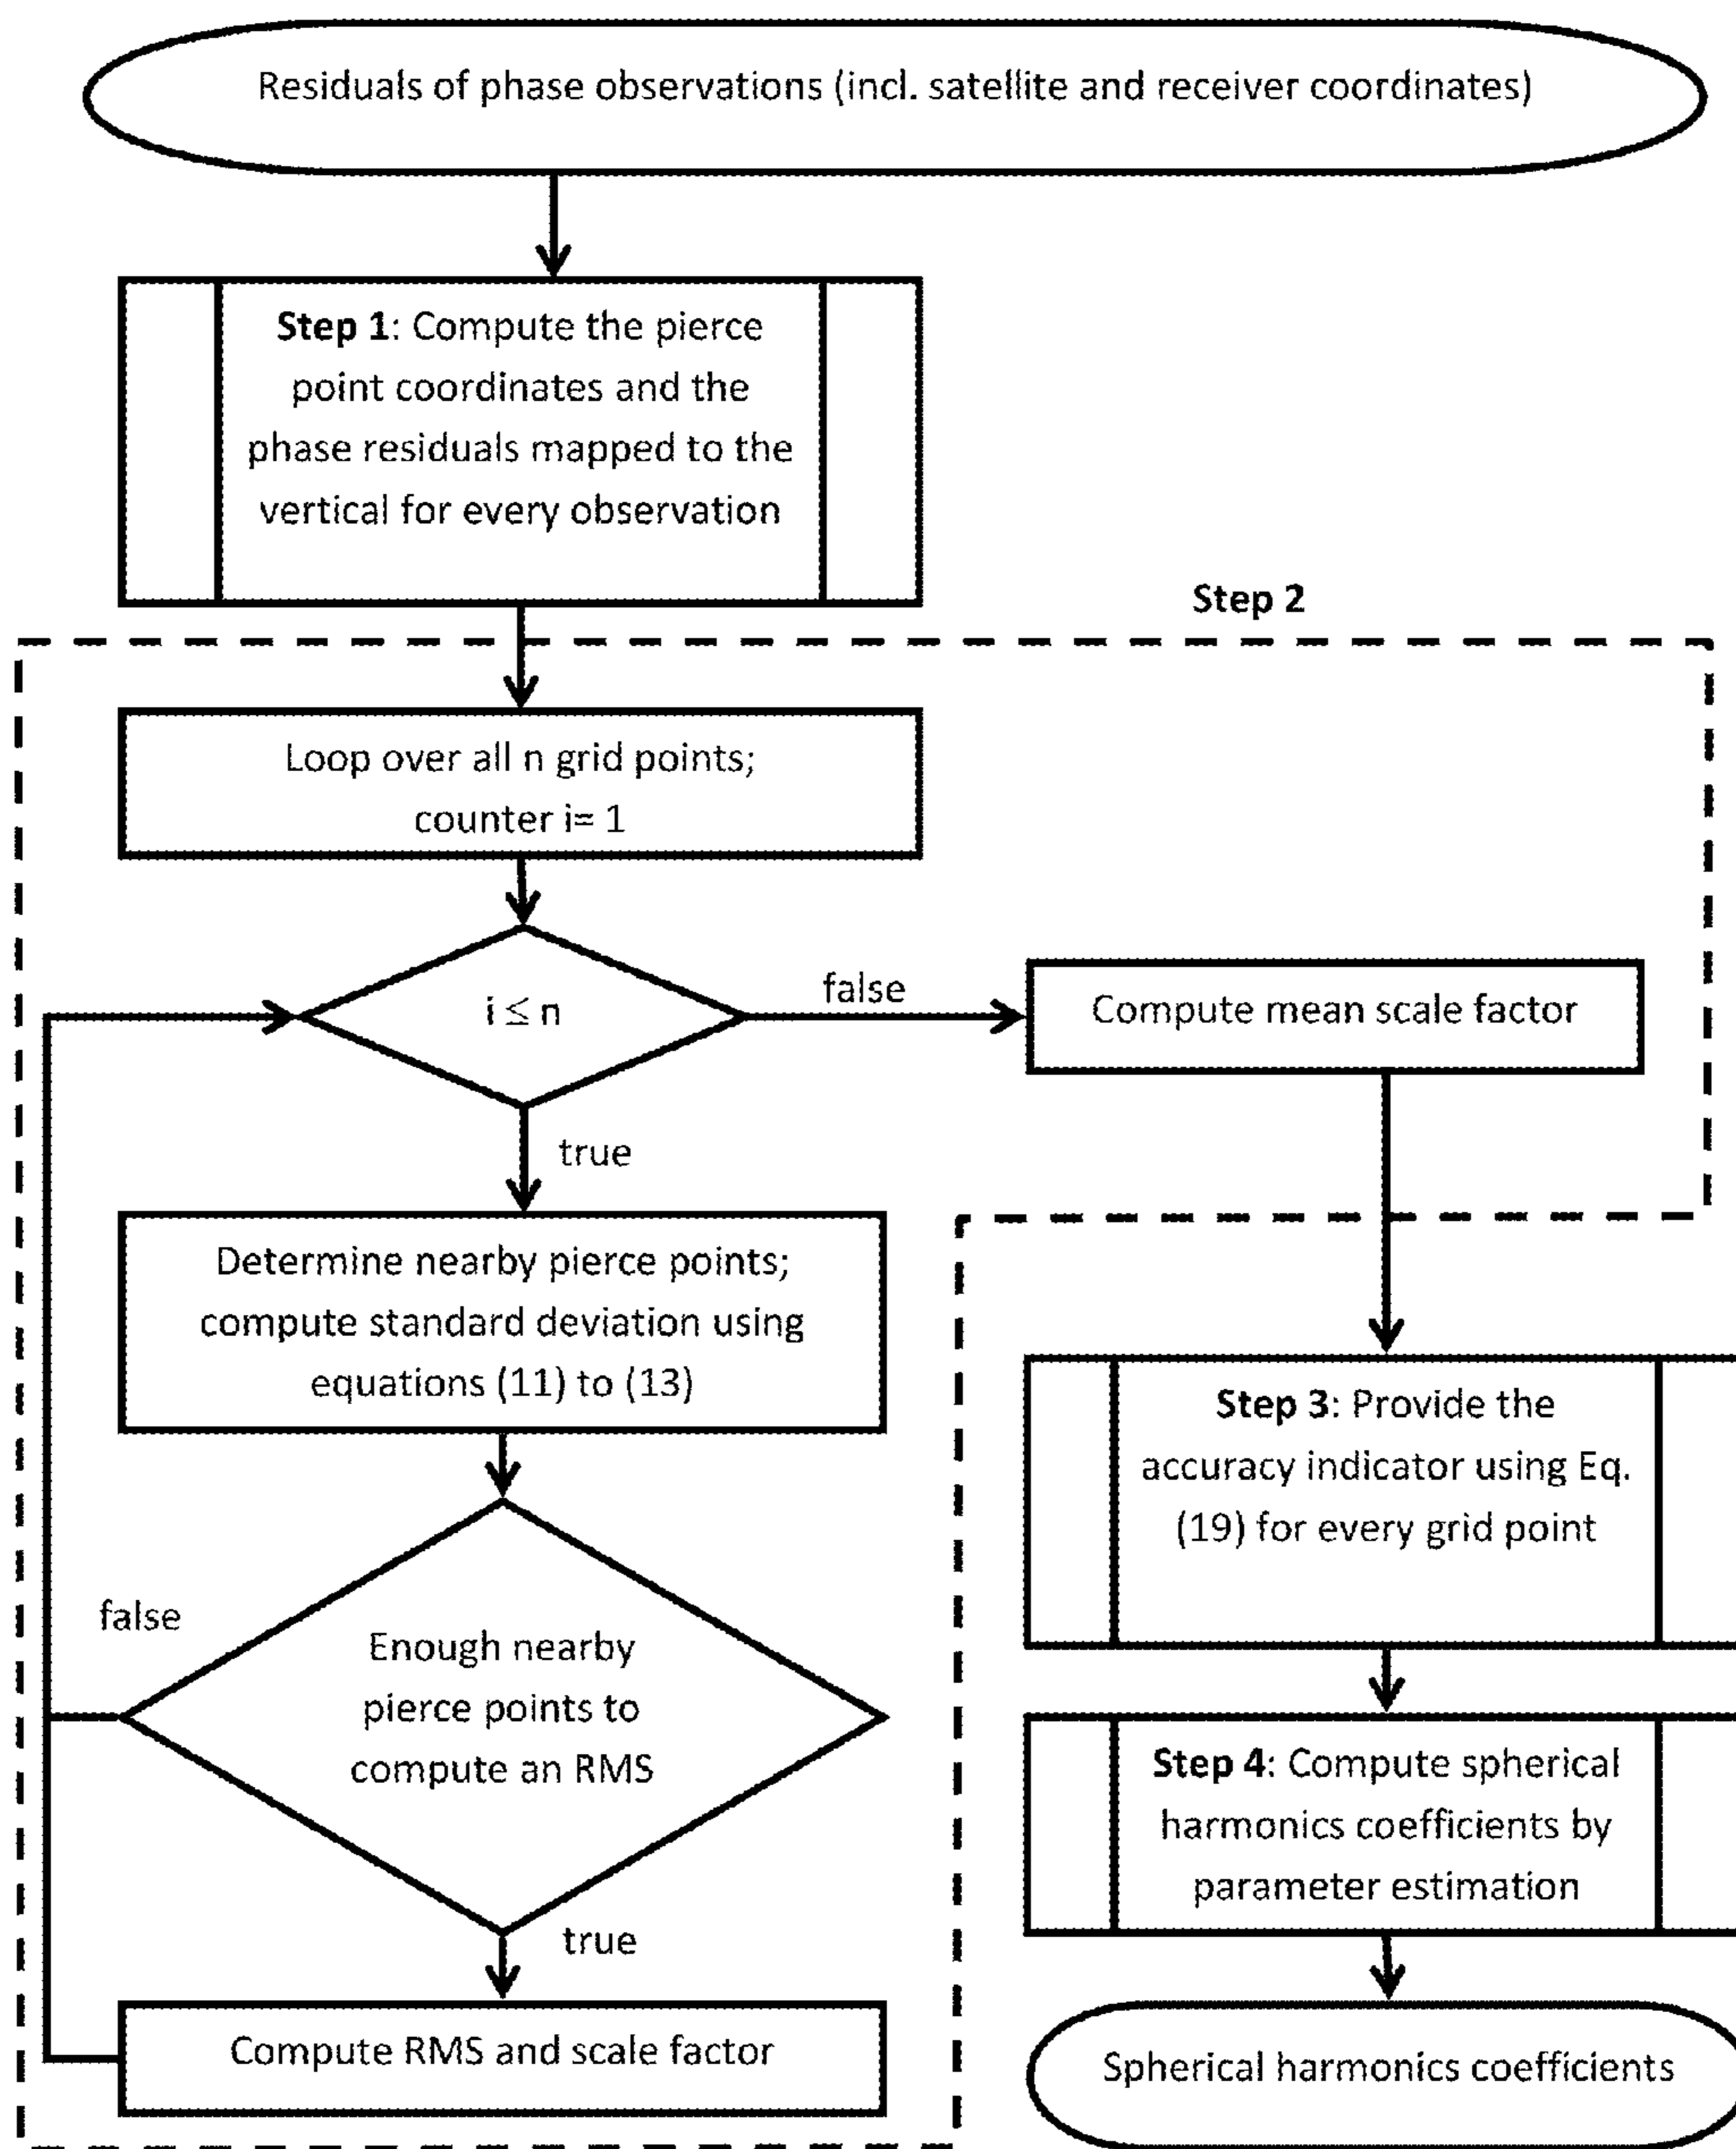 Residuals of phase observations (incl. satellite and receiver coordinates)
Step 1: Compute the pierce
point coordinates and the
phase residuals mapped to the
vertical for every observation
Step 2
Loop over all n grid points;
counter i= 1
i ≤ n
false
Compute mean scale factor
true
Determine nearby pierce points;
compute standard deviation using
equations (11) to (13)
false
Enough nearby
pierce points to
compute an RMS
true
Compute RMS and scale factor
Step 3: Provide the
accuracy indicator using Eq.
(19) for every grid point
Step 4: Compute spherical
harmonics coefficients by
parameter estimation
Spherical harmonics coefficients